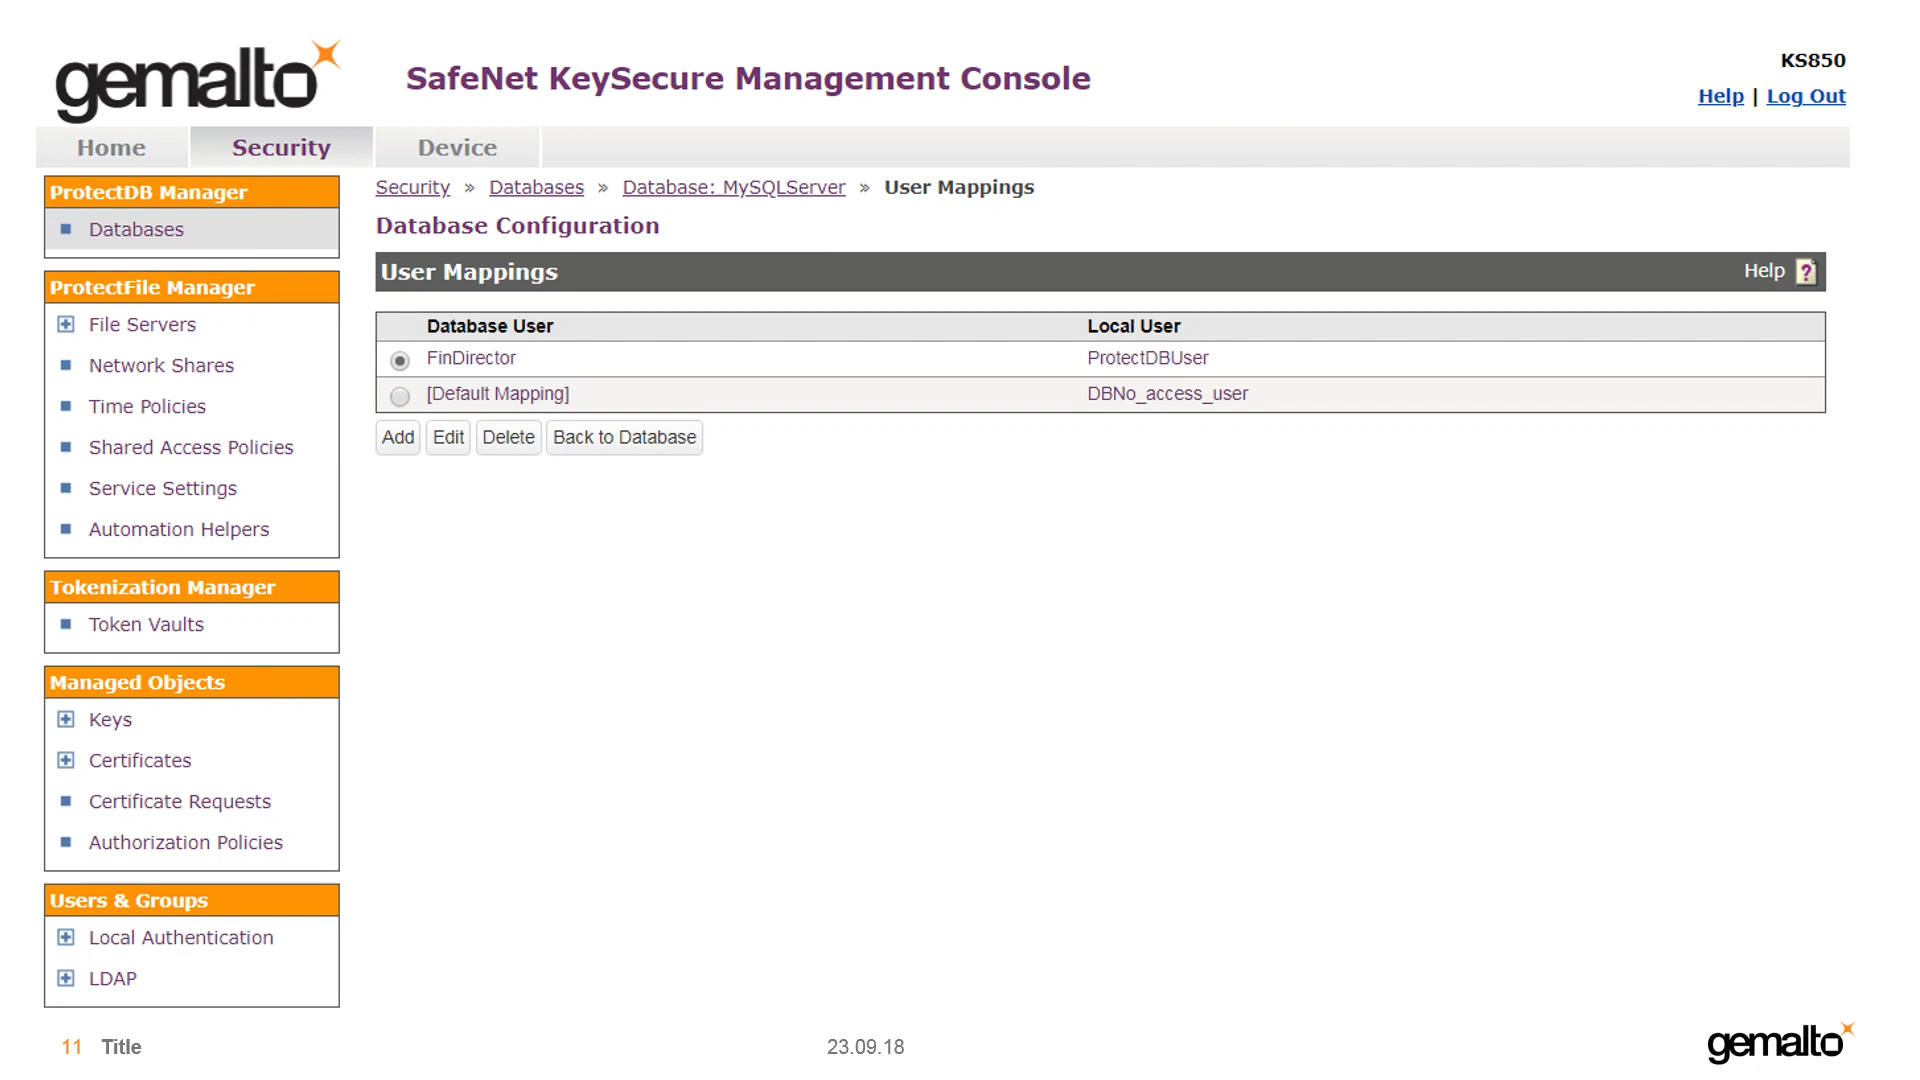 gemalto
SafeNet KeySecure Management Console
KS850
Help | Log Out
Home Security Device
ProtectDB Manager
Databases
ProtectFile Manager
File Servers
Network Shares
Time Policies
Shared Access Policies
Service Settings
Automation Helpers
Tokenization Manager
Token Vaults
Managed Objects
Keys
Certificates
Certificate Requests
Authorization Policies
Users & Groups
Local Authentication
LDAP
Security » Databases » Database: MySQLServer » User Mappings
Database Configuration
User Mappings Help ?
Database User Local User
FinDirector ProtectDBUser
[Default Mapping] DBNo_access_user
Add Edit Delete Back to Database
11 Title 23.09.18 gemalto